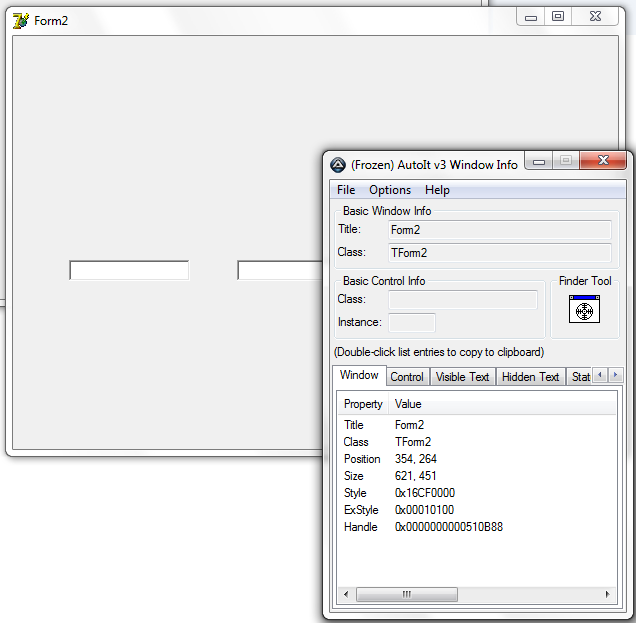 Form2
(Frozen) AutoIt v3 Window Info
File Options Help
Basic Window Info
Title: Form2
Class: TForm2
Basic Control Info Finder Tool
Class:
Instance:
(Double-click list entries to copy to clipboard)
Window Control Visible Text Hidden Text Stat
Property Value
Title Form2
Class TForm2
Position 354, 264
Size 621, 451
Style 0x16CF0000
ExStyle 0x00010100
Handle 0x0000000000510B88